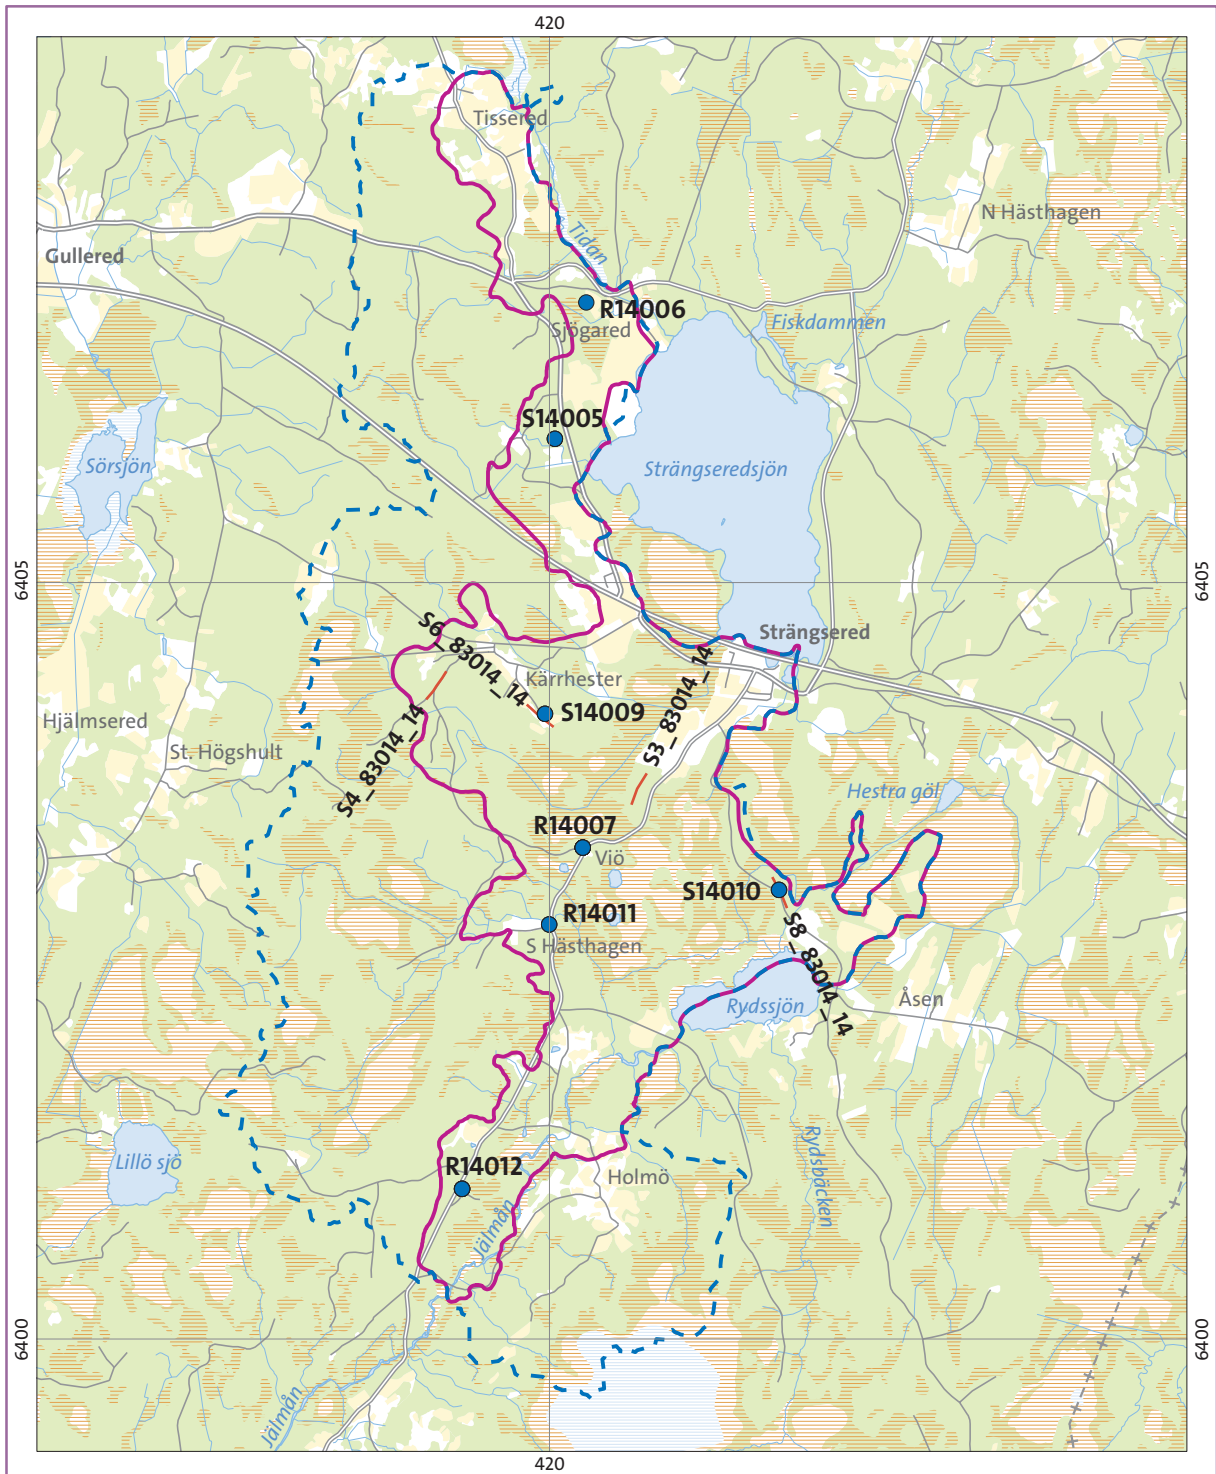 420
Tissered
N Hästhagen
Tidan
Gullered
R14006
Sjögared
Fiskdammen
S14005
Sörsjön
Strängseredsjön
6405
6405
S6_83014_14
Strängsered
Kärrhester
S3_83014_14
S14009
Hjälmsered
St. Högshult
S4_83014_14
Hestra göl
R14007
Viö
S14010
R14011
S Hästhagen
S8_83014_14
Rydssjön
Åsen
Lillö sjö
Rydsbäcken
R14012
Holmö
Jälmån
6400
6400
Jälmån
420